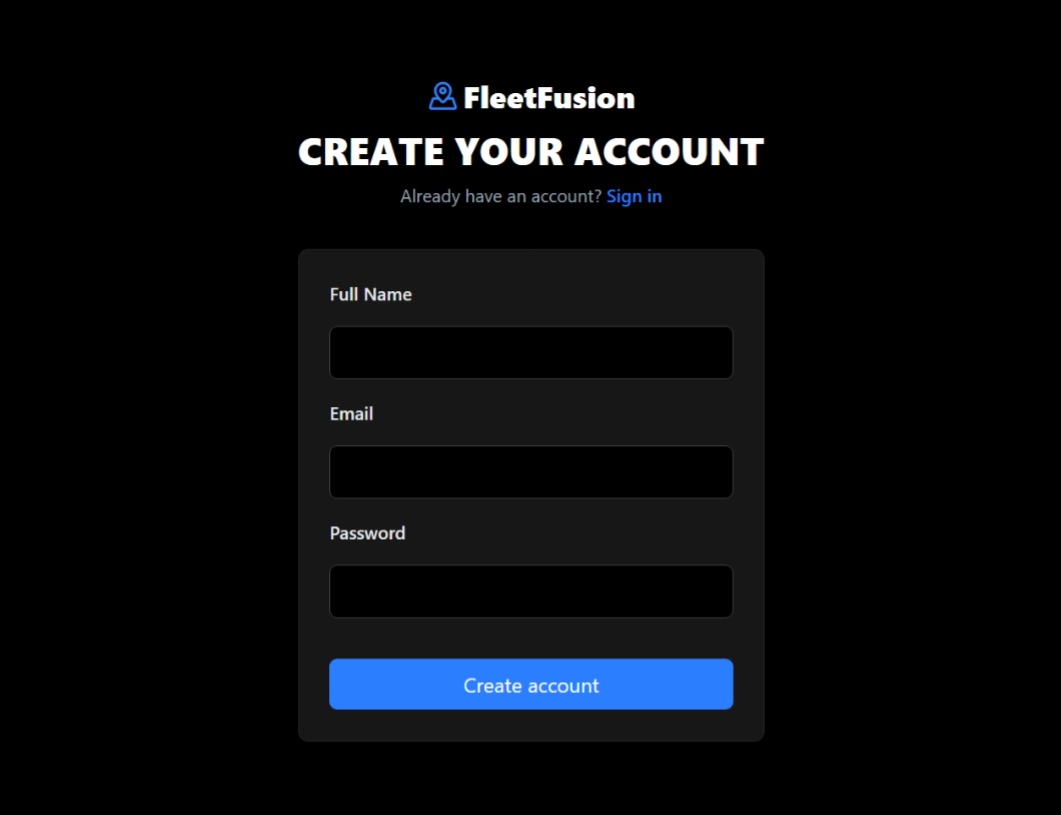 FleetFusion
CREATE YOUR ACCOUNT
Already have an account? Sign in
Full Name
Email
Password
Create account